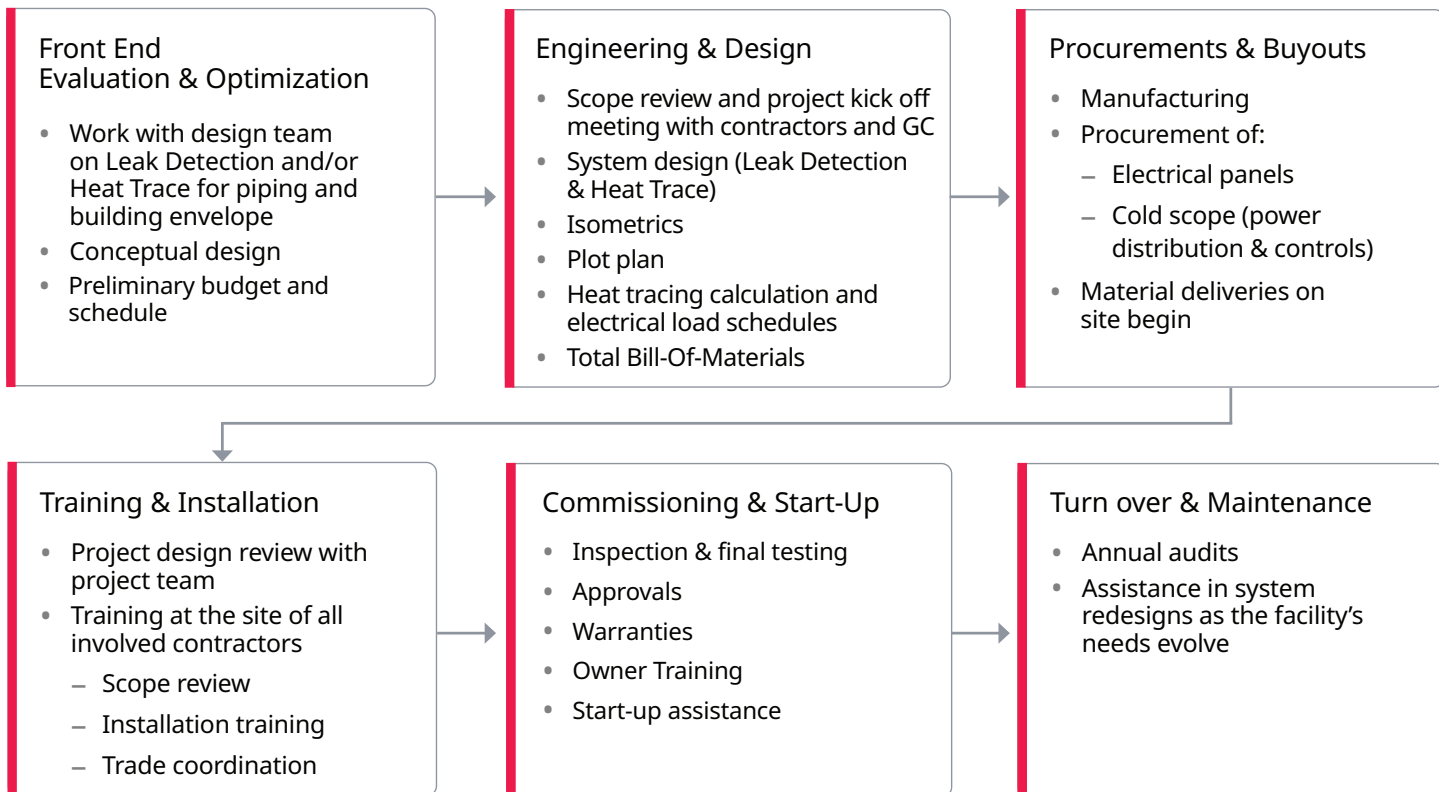 Front End
Evaluation & Optimization
• Work with design team
on Leak Detection and/or
Heat Trace for piping and
building envelope
• Conceptual design
• Preliminary budget and
schedule
Engineering & Design
• Scope review and project kick off
meeting with contractors and GC
• System design (Leak Detection
& Heat Trace)
• Isometrics
• Plot plan
• Heat tracing calculation and
electrical load schedules
• Total Bill-Of-Materials
Procurements & Buyouts
• Manufacturing
• Procurement of:
– Electrical panels
– Cold scope (power
distribution & controls)
• Material deliveries on
site begin
Training & Installation
• Project design review with
project team
• Training at the site of all
involved contractors
– Scope review
– Installation training
– Trade coordination
Commissioning & Start-Up
• Inspection & final testing
• Approvals
• Warranties
• Owner Training
• Start-up assistance
Turn over & Maintenance
• Annual audits
• Assistance in system
redesigns as the facility’s
needs evolve